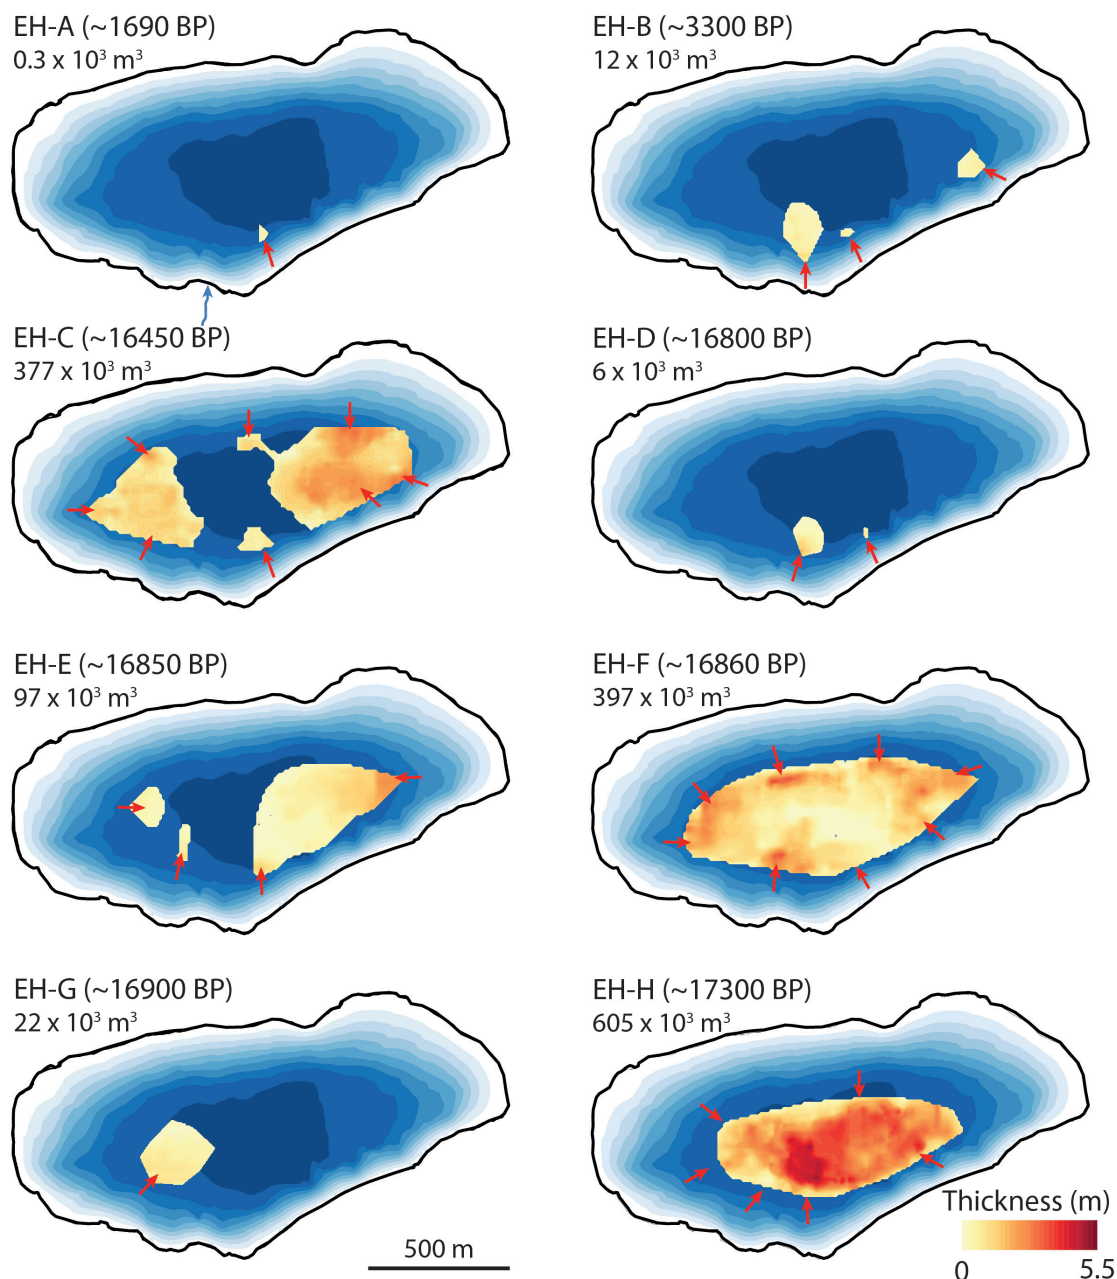 EH-A (~1690 BP)
0.3 x 10³ m³
EH-B (~3300 BP)
12 x 10³ m³
EH-C (~16450 BP)
377 x 10³ m³
EH-D (~16800 BP)
6 x 10³ m³
EH-E (~16850 BP)
97 x 10³ m³
EH-F (~16860 BP)
397 x 10³ m³
EH-G (~16900 BP)
22 x 10³ m³
EH-H (~17300 BP)
605 x 10³ m³
500 m
Thickness (m)
0 5.5